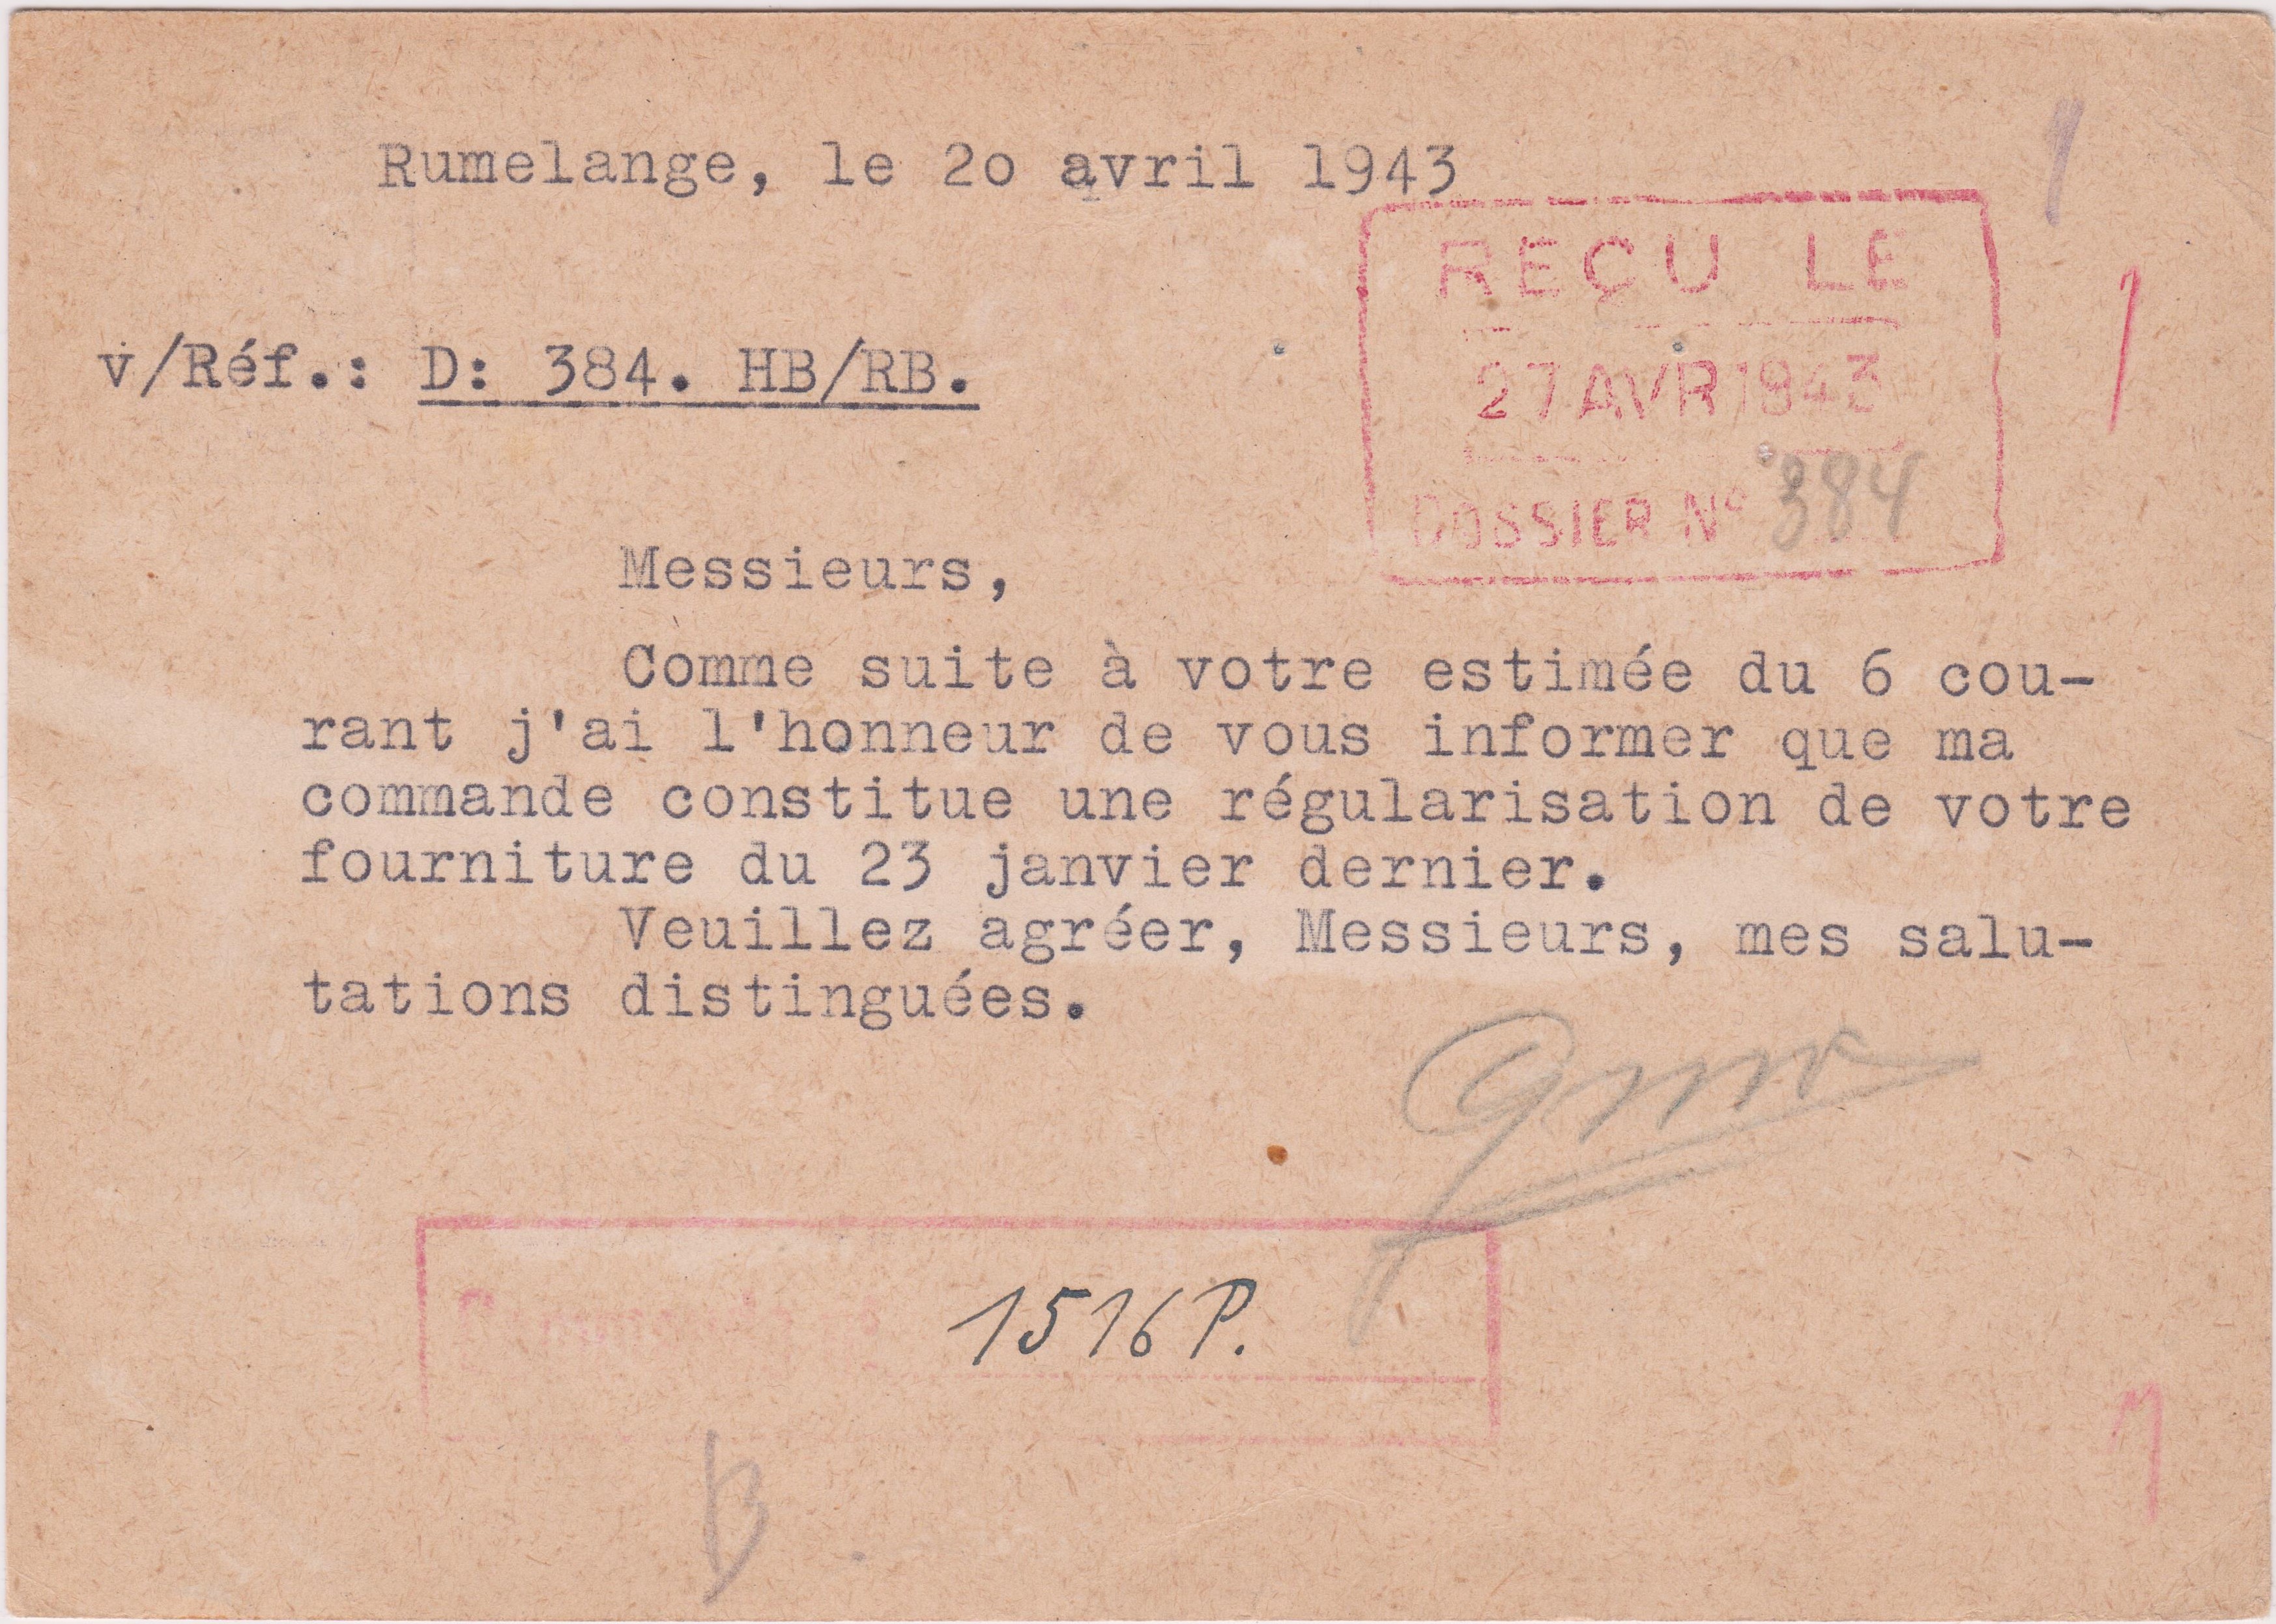 Rumelange, le 20 avril 1943
REÇU LE
v/Réf.: D: 384. HB/RB.
27 AVR 1943
DOSSIER No 384
Messieurs,
Comme suite à votre estimée du 6 cou-
rant j'ai l'honneur de vous informer que ma
commande constitue une régularisation de votre
fourniture du 23 janvier dernier.
Veuillez agréer, Messieurs, mes salu-
tations distinguées.
1516 P.
B